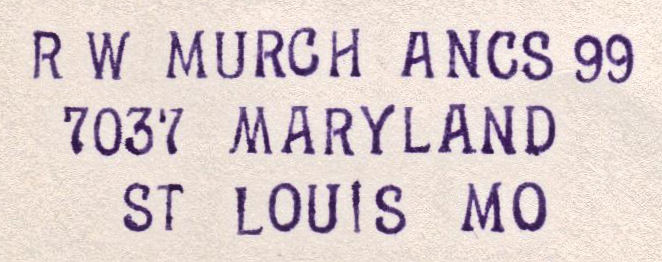 R W MURCH ANCS 99
7037 MARYLAND
ST LOUIS MO